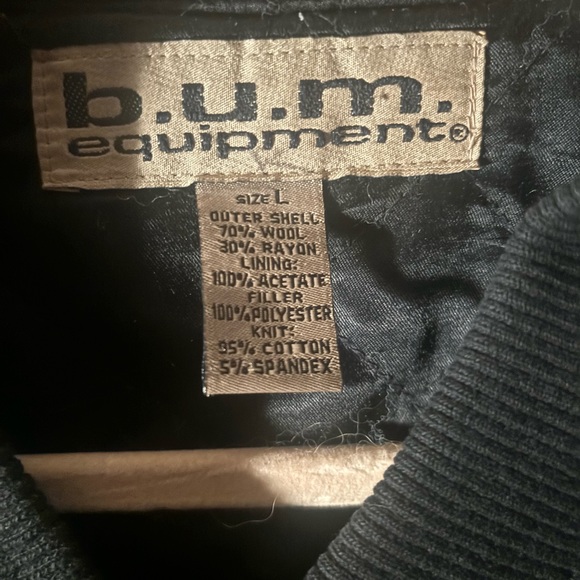 b.u.m.
equipment®
SIZE L
OUTER SHELL
70% WOOL
30% RAYON
LINING:
100% ACETATE
FILLER
100% POLYESTER
KNIT:
95% COTTON
5% SPANDEX